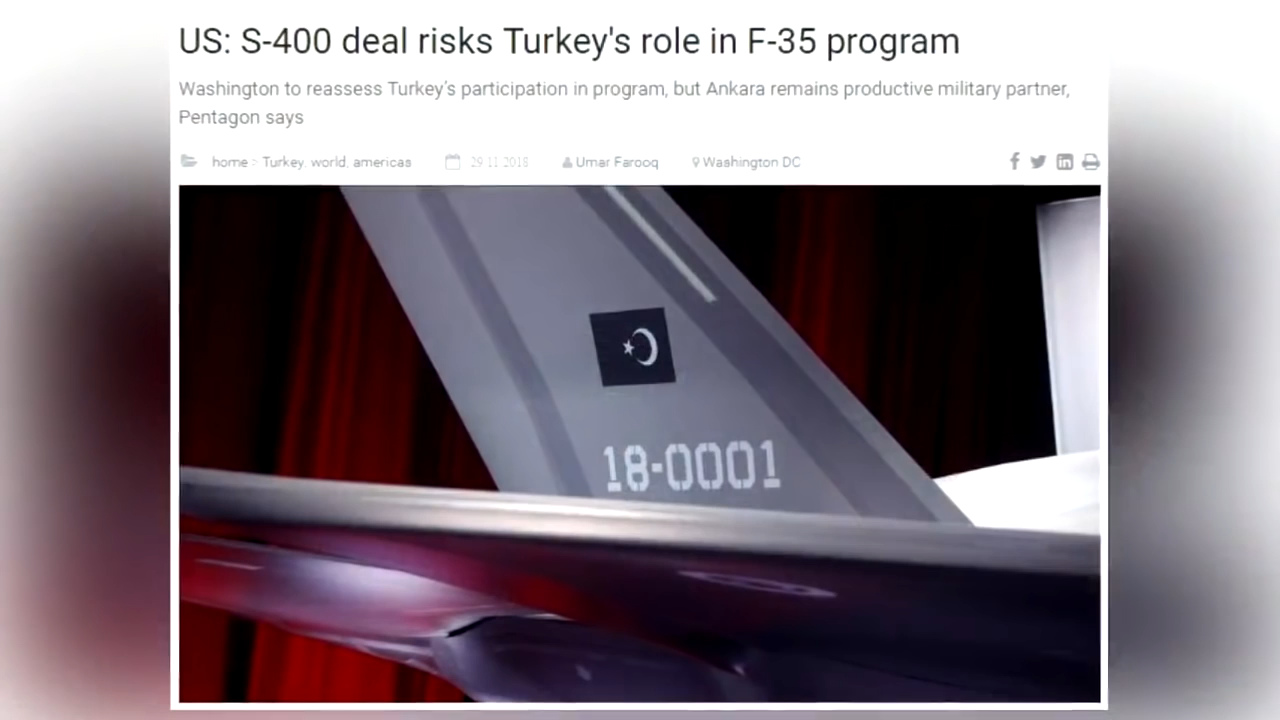 US: S-400 deal risks Turkey's role in F-35 program
Washington to reassess Turkey's participation in program, but Ankara remains productive military partner,
Pentagon says
home > Turkey, world, americas 29.11.2018 Umar Farooq Washington DC
18-0001